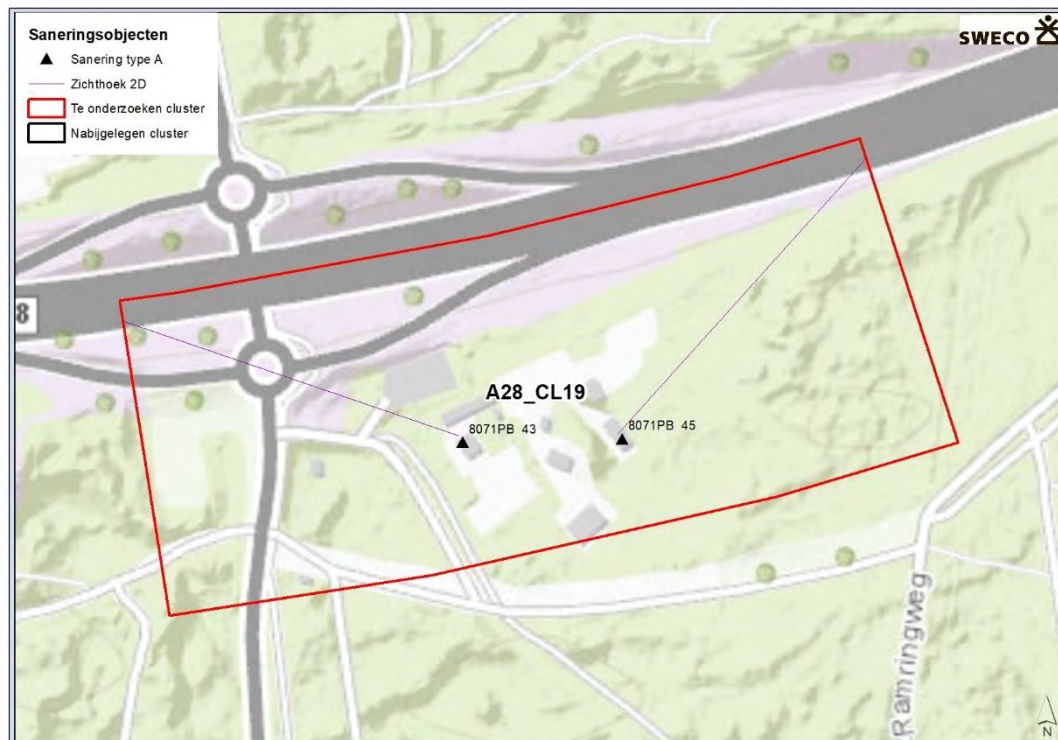 Saneringsobjecten
Sanering type A
Zichthoek 2D
Te onderzoeken cluster
Nabijgelegen cluster
SWECO
8
A28_CL19
8071PB 43
8071PB 45
Ramringweg
N